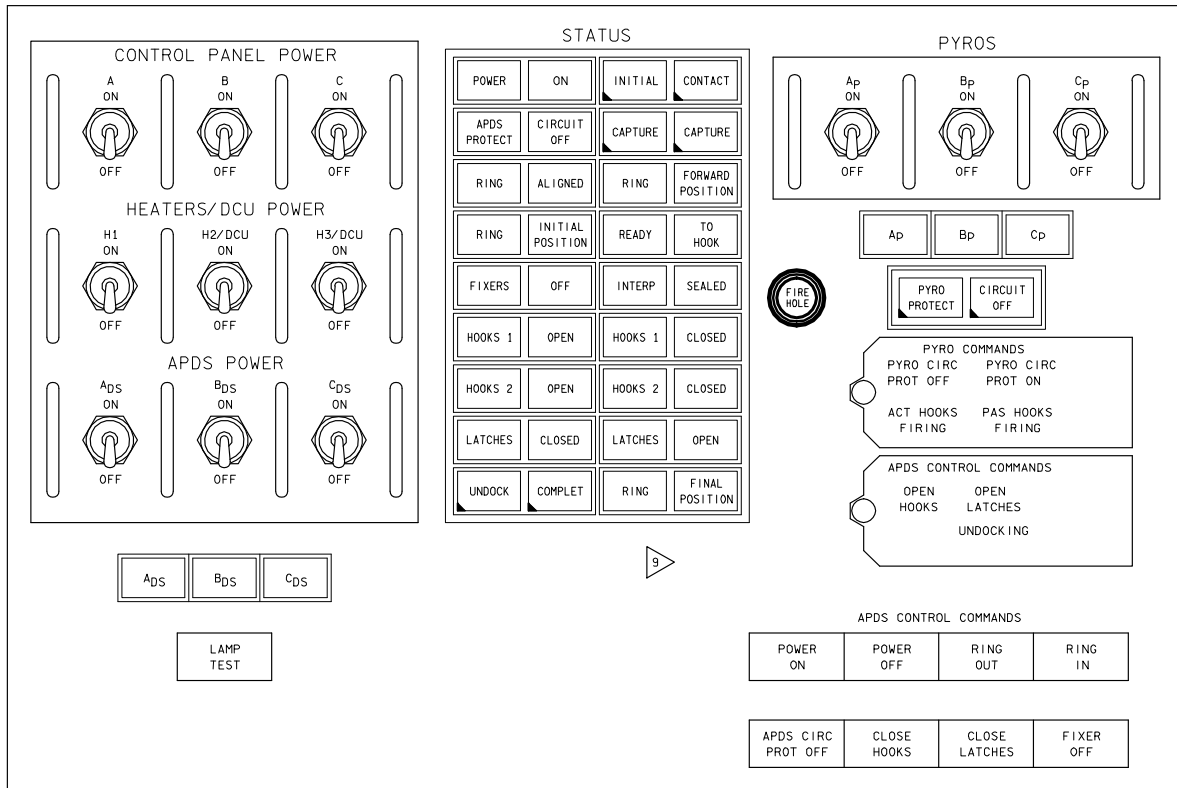 CONTROL PANEL POWER
A B C
ON ON ON
OFF OFF OFF
HEATERS/DCU POWER
H1 H2/DCU H3/DCU
ON ON ON
OFF OFF OFF
APDS POWER
ADS BDS CDS
ON ON ON
OFF OFF OFF
ADS BDS CDS
LAMP
TEST
STATUS
POWER ON INITIAL CONTACT
APDS CIRCUIT CAPTURE CAPTURE
PROTECT OFF
RING ALIGNED RING FORWARD
POSITION
RING INITIAL READY TO
POSITION HOOK
FIXERS OFF INTERP SEALED
HOOKS 1 OPEN HOOKS 1 CLOSED
HOOKS 2 OPEN HOOKS 2 CLOSED
LATCHES CLOSED LATCHES OPEN
UNDOCK COMPLET RING FINAL
POSITION
9
PYROS
AP BP CP
ON ON ON
OFF OFF OFF
AP BP CP
FIRE
HOLE
PYRO CIRCUIT
PROTECT OFF
PYRO COMMANDS
PYRO CIRC PYRO CIRC
PROT OFF PROT ON
ACT HOOKS PAS HOOKS
FIRING FIRING
APDS CONTROL COMMANDS
OPEN OPEN
HOOKS LATCHES
UNDOCKING
APDS CONTROL COMMANDS
POWER POWER RING RING
ON OFF OUT IN
APDS CIRC CLOSE CLOSE FIXER
PROT OFF HOOKS LATCHES OFF